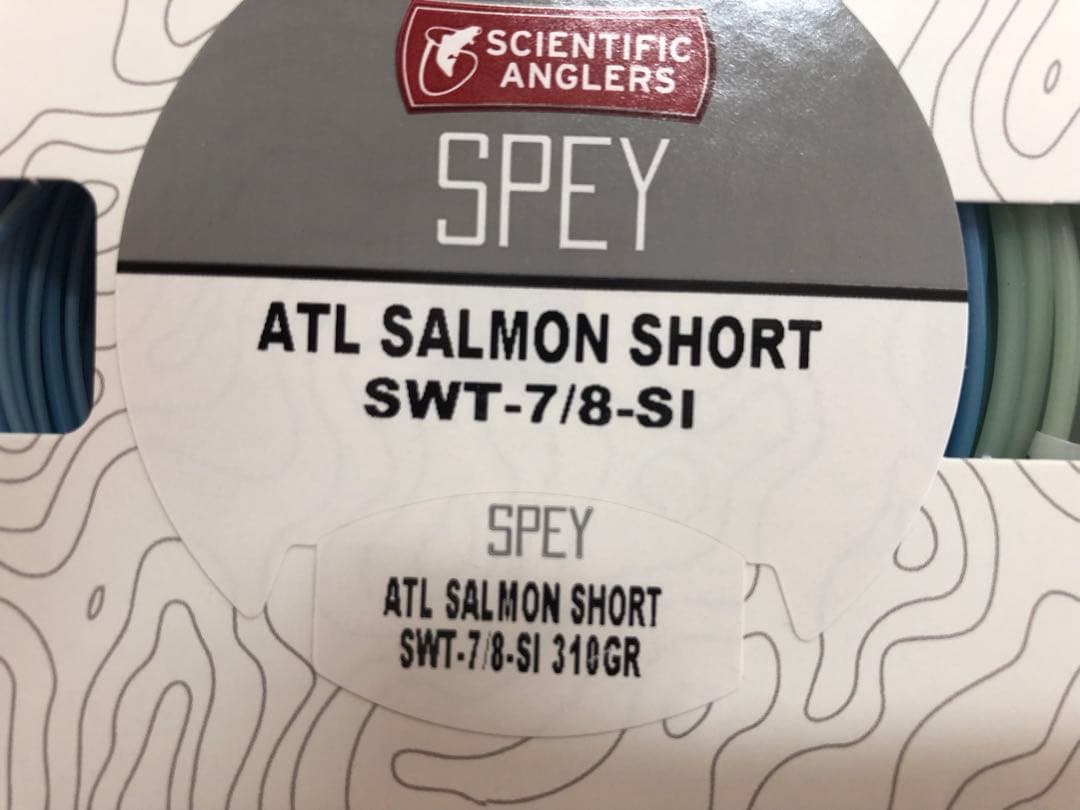 SCIENTIFIC
ANGLERS
SPEY
ATL SALMON SHORT
SWT-7/8-SI
SPEY
ATL SALMON SHORT
SWT-7/8-SI 310GR